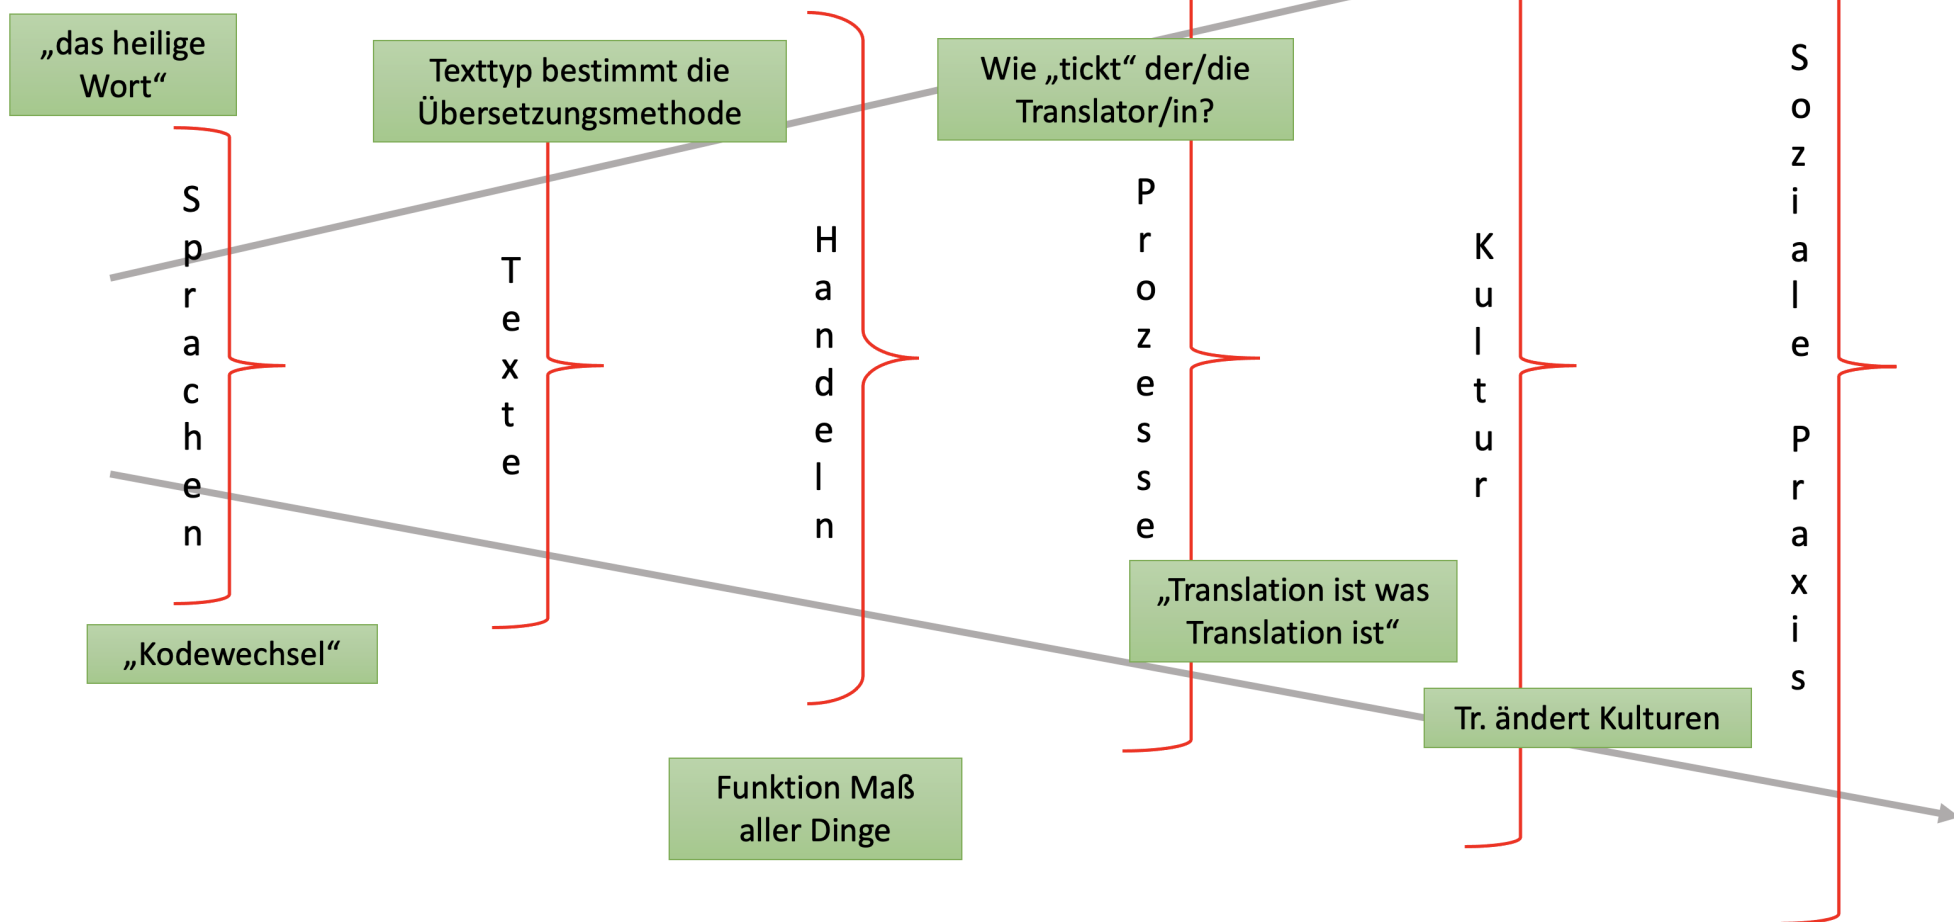 „das heilige
Wort“
Texttyp bestimmt die
Übersetzungsmethode
Wie „tickt“ der/die
Translator/in?
Sprachen
Texte
Handeln
Prozesse
Kultur
Soziale Praxis
„Kodewechsel“
„Translation ist was
Translation ist“
Tr. ändert Kulturen
Funktion Maß
aller Dinge